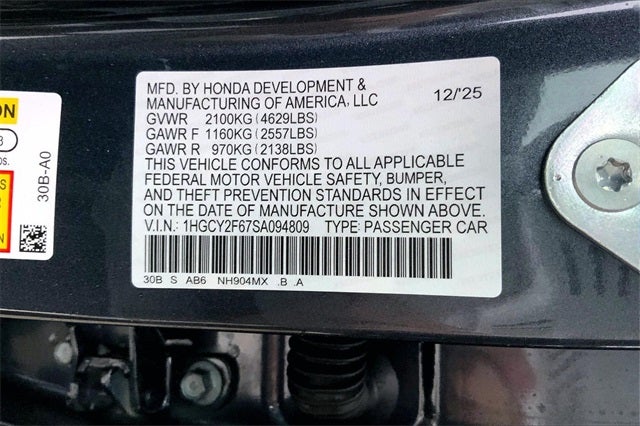 MFD. BY HONDA DEVELOPMENT &
MANUFACTURING OF AMERICA, LLC 12/'25
GVWR 2100KG(4629LBS)
GAWR F 1160KG(2557LBS)
GAWR R 970KG(2138LBS)
THIS VEHICLE CONFORMS TO ALL APPLICABLE
FEDERAL MOTOR VEHICLE SAFETY, BUMPER,
AND THEFT PREVENTION STANDARDS IN EFFECT
ON THE DATE OF MANUFACTURE SHOWN ABOVE.
V.I.N: 1HGCY2F67SA094809 TYPE: PASSENGER CAR
30B S AB6 NH904MX .B .A
30B-A0